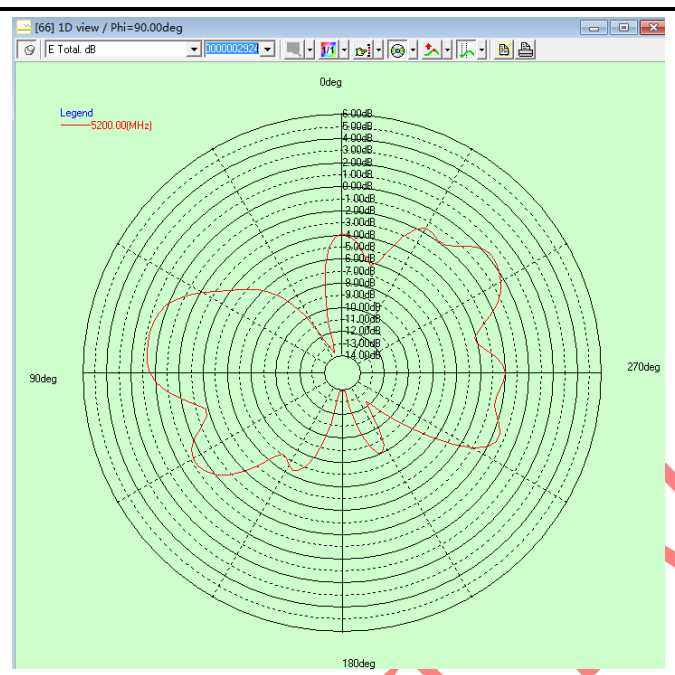 [66] 1D view / Phi=90.00deg
E Total. dB
0000002924
1/1
0deg
Legend
5200.00(MHz)
6.00dB
5.00dB
4.00dB
3.00dB
2.00dB
1.00dB
0.00dB
-1.00dB
-2.00dB
-3.00dB
-4.00dB
-5.00dB
-6.00dB
-7.00dB
-8.00dB
-9.00dB
-10.00dB
-11.00dB
-12.00dB
-13.00dB
-14.00dB
90deg
270deg
180deg